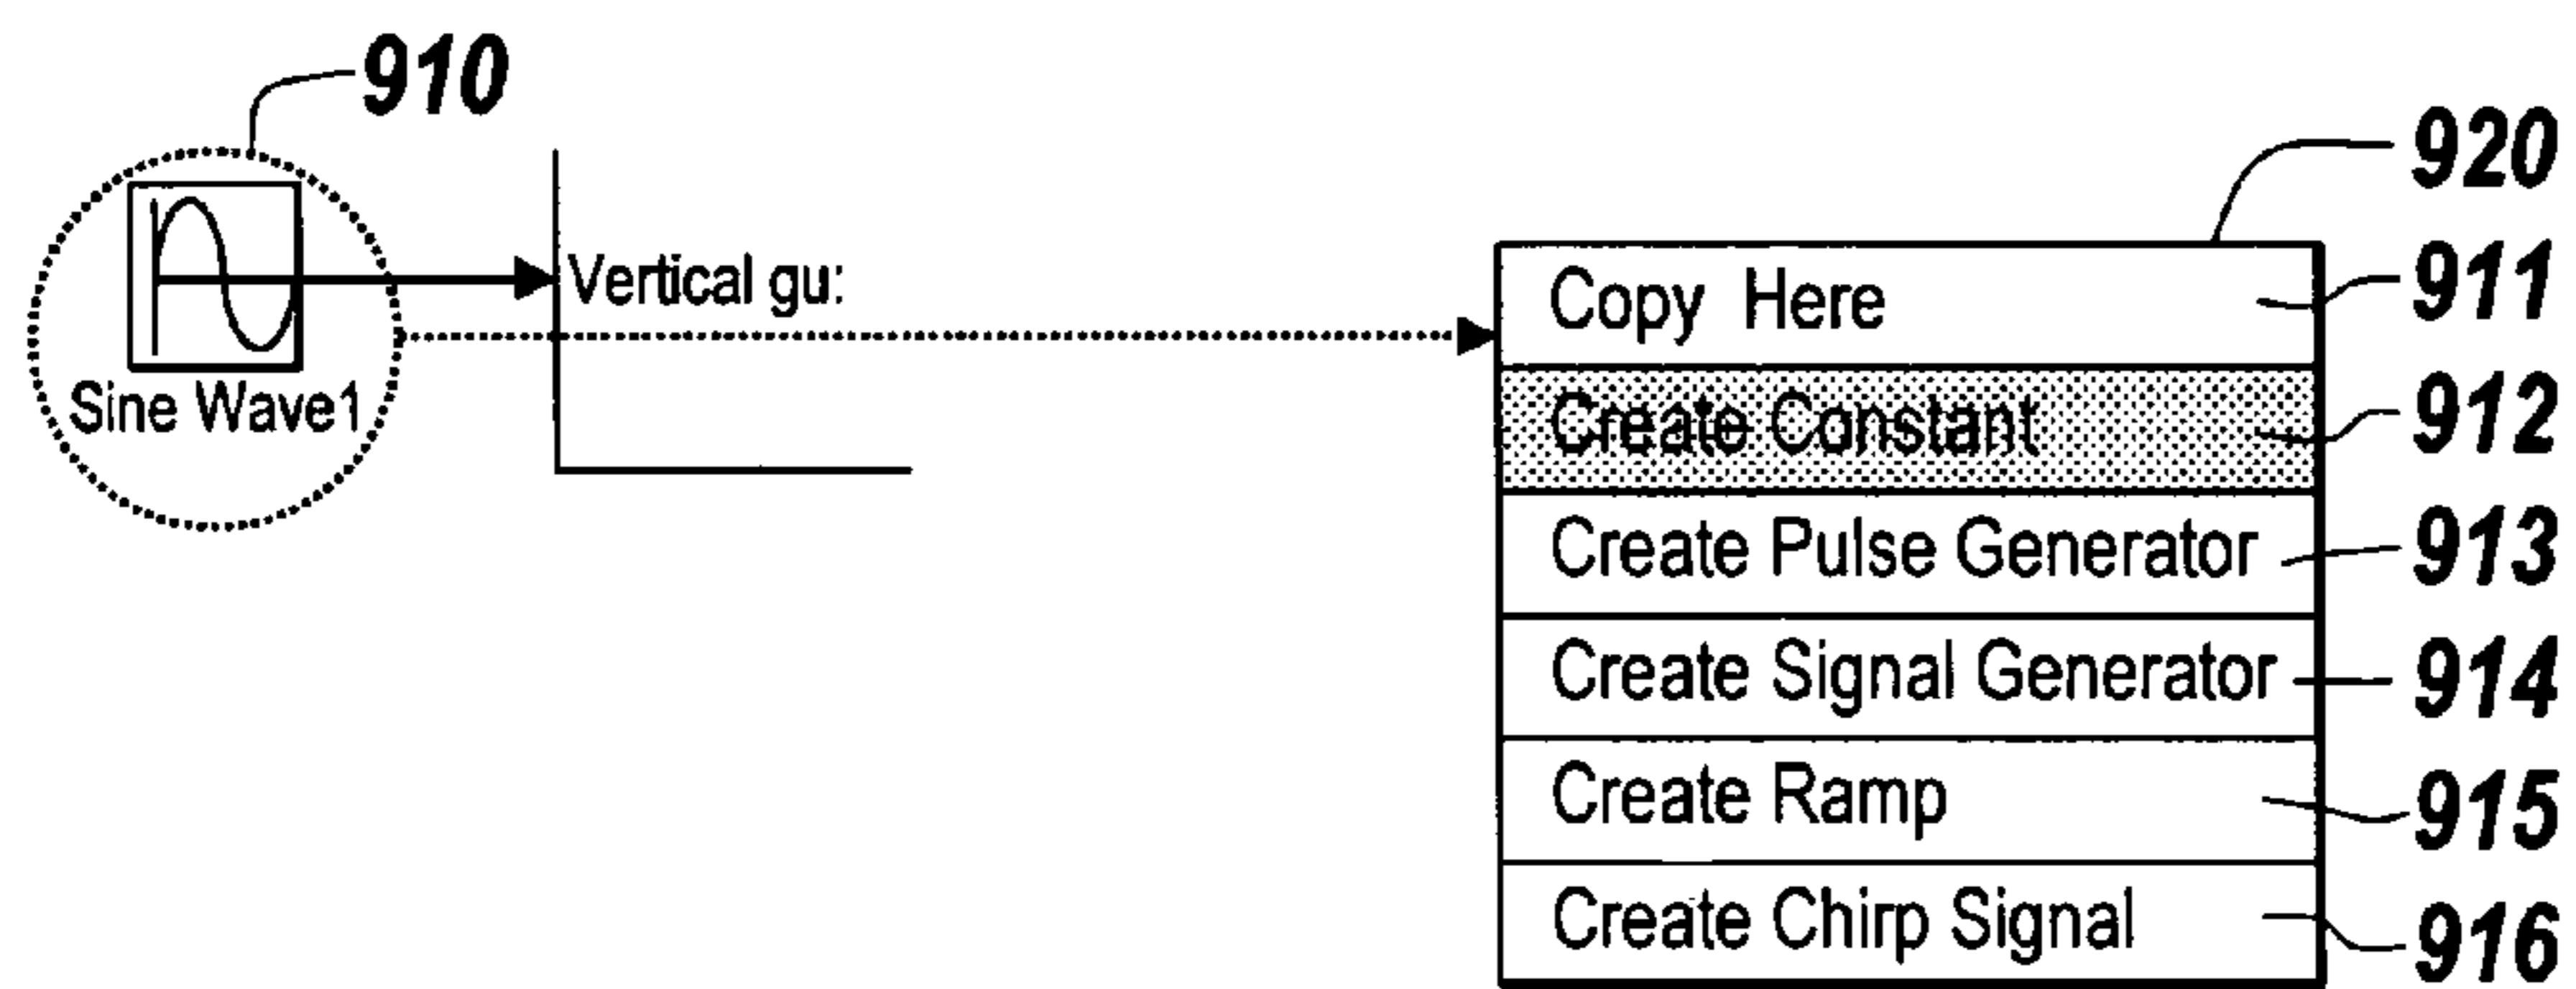 910
920
Vertical gu:
Sine Wave1
Copy Here
911
Create Constant
912
Create Pulse Generator
913
Create Signal Generator
914
Create Ramp
915
Create Chirp Signal
916